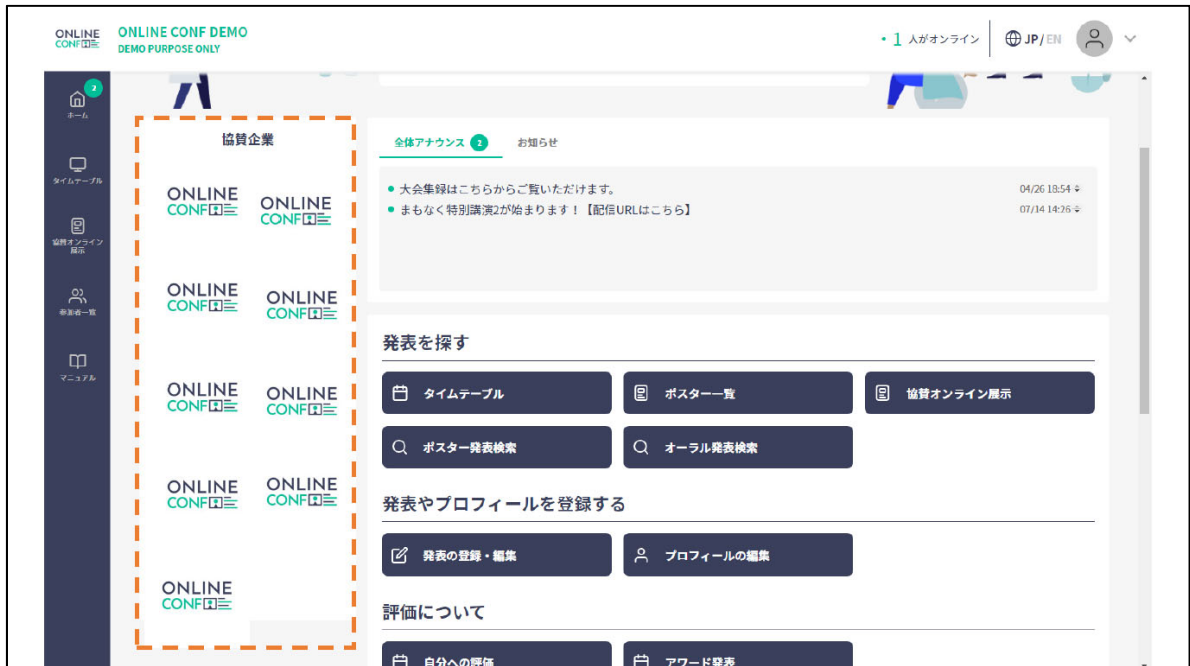 ONLINE
CONF
ONLINE CONF DEMO
DEMO PURPOSE ONLY
・1 人がオンライン
JP/EN
2
ホーム
タイムテーブル
協賛オンライン
展示
参加者一覧
マニュアル
協賛企業
ONLINE
CONF
ONLINE
CONF
ONLINE
CONF
ONLINE
CONF
ONLINE
CONF
ONLINE
CONF
ONLINE
CONF
ONLINE
CONF
ONLINE
CONF
全体アナウンス 2 お知らせ
大会集録はこちらからご覧いただけます。 04/26 18:54
まもなく特別講演2が始まります!【配信URLはこちら】 07/14 14:26
発表を探す
タイムテーブル
ポスター一覧
協賛オンライン展示
ポスター発表検索
オーラル発表検索
発表やプロフィールを登録する
発表の登録・編集
プロフィールの編集
評価について
自分への評価
アワード発表